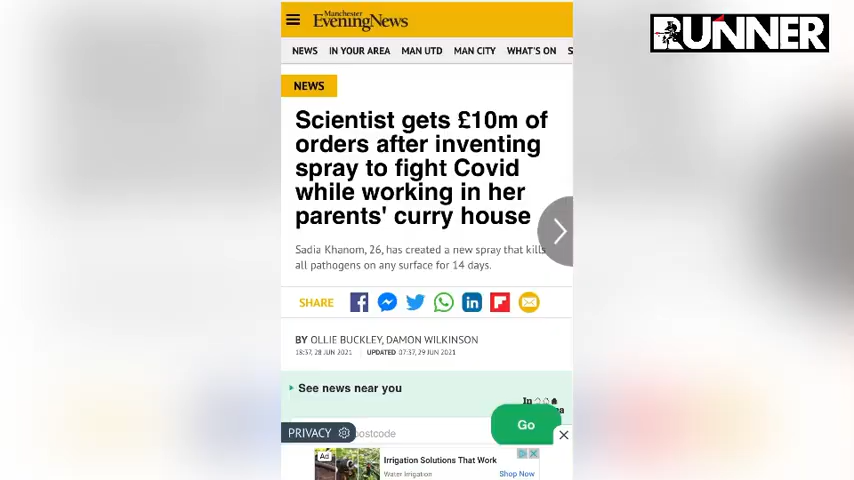 Manchester
Evening News
RUNNER
NEWS IN YOUR AREA MAN UTD MAN CITY WHAT'S ON S
NEWS
Scientist gets £10m of
orders after inventing
spray to fight Covid
while working in her
parents' curry house
Sadia Khanom, 26, has created a new spray that kills
all pathogens on any surface for 14 days.
SHARE
BY OLLIE BUCKLEY, DAMON WILKINSON
18:37, 28 JUN 2021 UPDATED 07:37, 29 JUN 2021
See news near you
In
Go
PRIVACY
postcode
Ad
Irrigation Solutions That Work
Water Irrigation
Shop Now